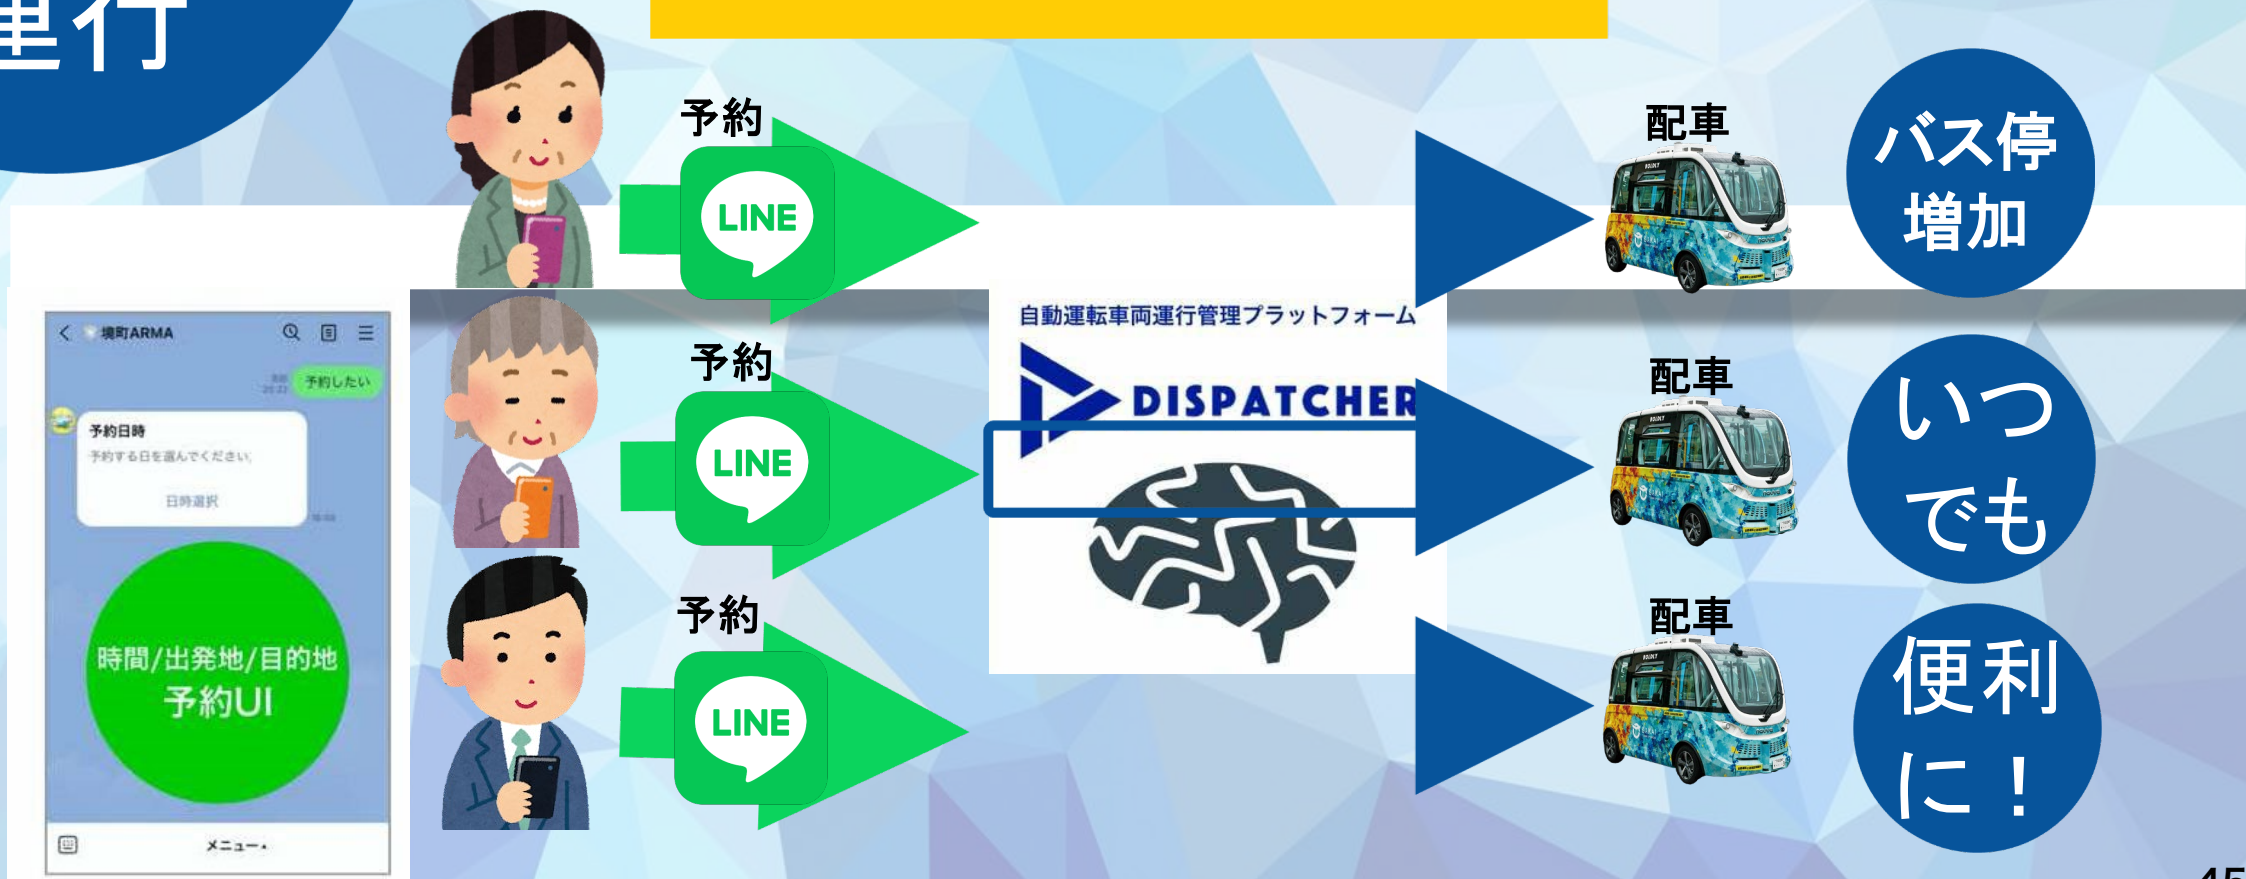 運行
予約
LINE
配車
バス停
増加
境町ARMA
予約したい
予約日時
予約する日を選んでください。
日時選択
時間/出発地/目的地
予約UI
メニュー
予約
LINE
自動運転車両運行管理プラットフォーム
DISPATCHER
配車
いつ
でも
予約
LINE
配車
便利
に！
45